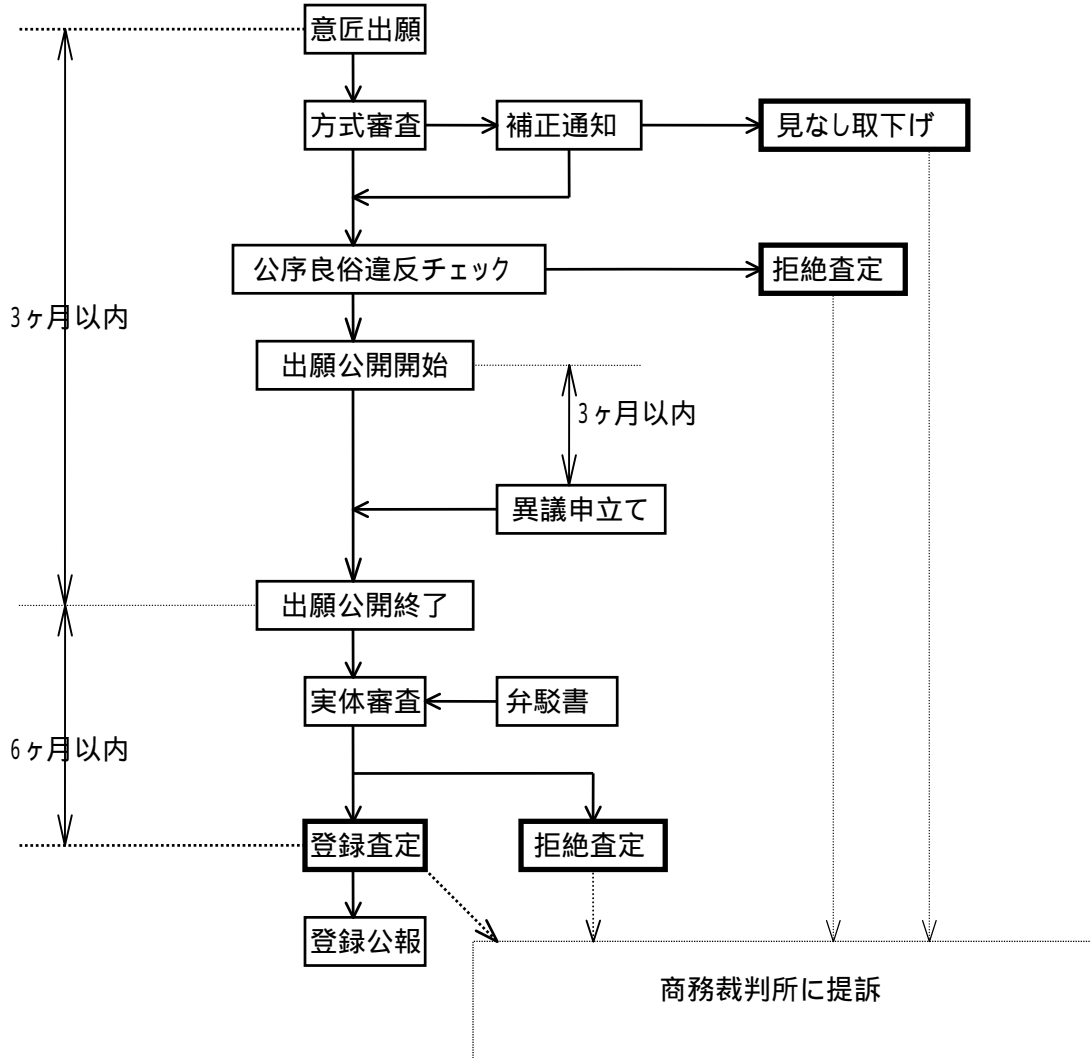 意匠出願
方式審査
補正通知
見なし取下げ
公序良俗違反チェック
拒絶査定
3ヶ月以内
出願公開開始
3ヶ月以内
異議申立て
出願公開終了
実体審査
弁駁書
6ヶ月以内
登録査定
拒絶査定
登録公報
商務裁判所に提訴